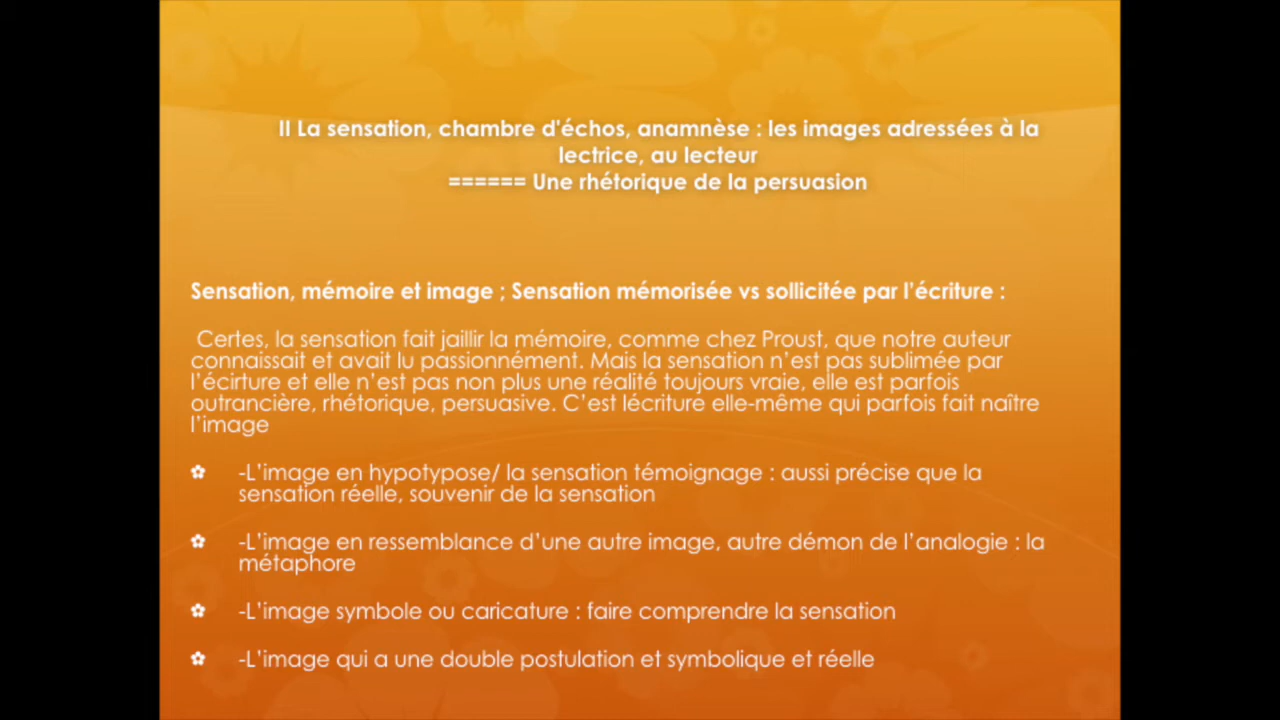 II La sensation, chambre d'échos, anamnèse : les images adressées à la
lectrice, au lecteur
====== Une rhétorique de la persuasion
Sensation, mémoire et image ; Sensation mémorisée vs sollicitée par l'écriture :
Certes, la sensation fait jaillir la mémoire, comme chez Proust, que notre auteur
connaissait et avait lu passionnément. Mais la sensation n’est pas sublimée par
l’écirture et elle n’est pas non plus une réalité toujours vraie, elle est parfois
outrancière, rhétorique, persuasive. C’est lécriture elle-même qui parfois fait naître
l’image
-L’image en hypotypose/ la sensation témoignage : aussi précise que la
sensation réelle, souvenir de la sensation
-L’image en ressemblance d’une autre image, autre démon de l’analogie : la
métaphore
-L’image symbole ou caricature : faire comprendre la sensation
-L’image qui a une double postulation et symbolique et réelle